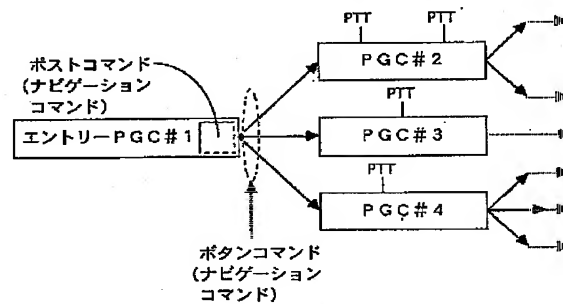 PTT PTT
PGC#2
ポストコマンド
(ナビゲーション
コマンド)
PTT
エントリーPGC#1
PGC#3
PTT
PGC#4
ボタンコマンド
(ナビゲーション
コマンド)